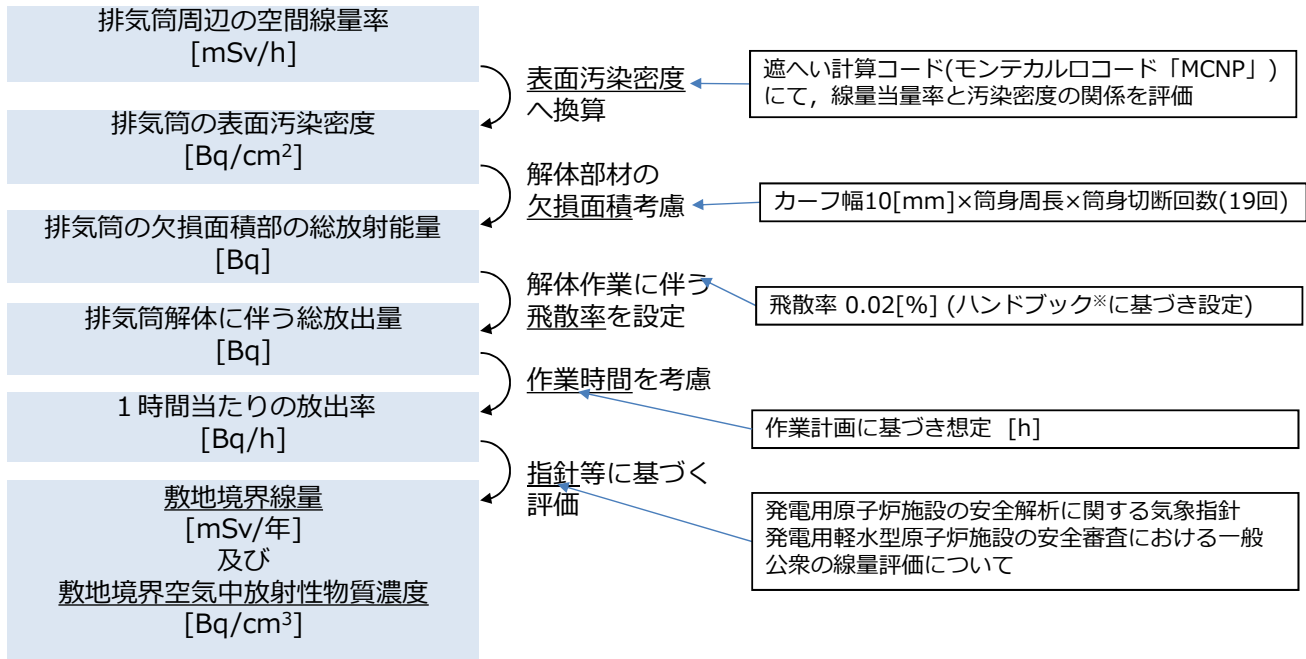 排気筒周辺の空間線量率
[mSv/h]
表面汚染密度
へ換算
遮へい計算コード(モンテカルロコード「MCNP」)
にて，線量当量率と汚染密度の関係を評価
排気筒の表面汚染密度
[Bq/cm²]
解体部材の
欠損面積考慮
カーフ幅10[mm]×筒身周長×筒身切断回数(19回)
排気筒の欠損面積部の総放射能量
[Bq]
解体作業に伴う
飛散率を設定
飛散率 0.02[%] (ハンドブック※に基づき設定)
排気筒解体に伴う総放出量
[Bq]
作業時間を考慮
作業計画に基づき想定 [h]
１時間当たりの放出率
[Bq/h]
指針等に基づく
評価
発電用原子炉施設の安全解析に関する気象指針
発電用軽水型原子炉施設の安全審査における一般
公衆の線量評価について
敷地境界線量
[mSv/年]
及び
敷地境界空気中放射性物質濃度
[Bq/cm³]